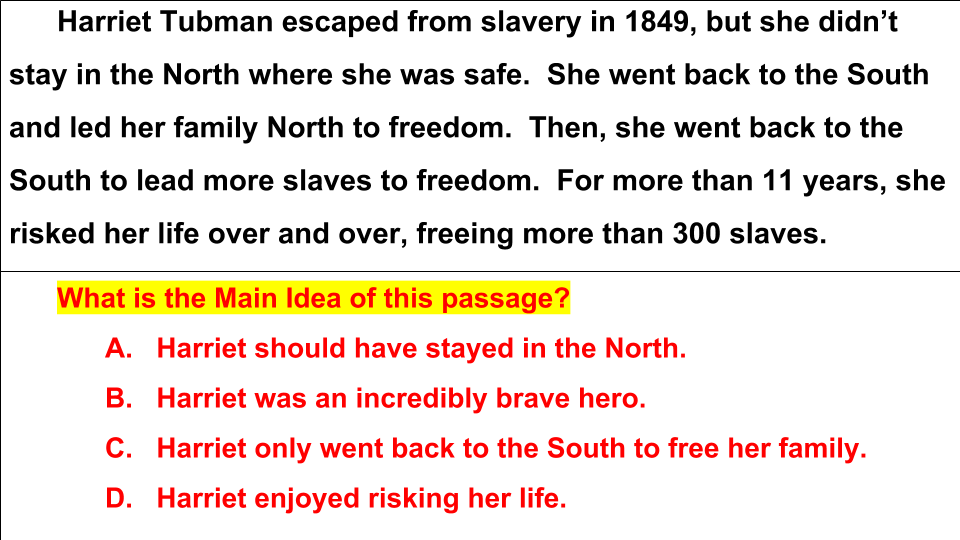 Harriet Tubman escaped from slavery in 1849, but she didn’t
stay in the North where she was safe.  She went back to the South
and led her family North to freedom.  Then, she went back to the
South to lead more slaves to freedom.  For more than 11 years, she
risked her life over and over, freeing more than 300 slaves.
What is the Main Idea of this passage?
A. Harriet should have stayed in the North.
B. Harriet was an incredibly brave hero.
C. Harriet only went back to the South to free her family.
D. Harriet enjoyed risking her life.